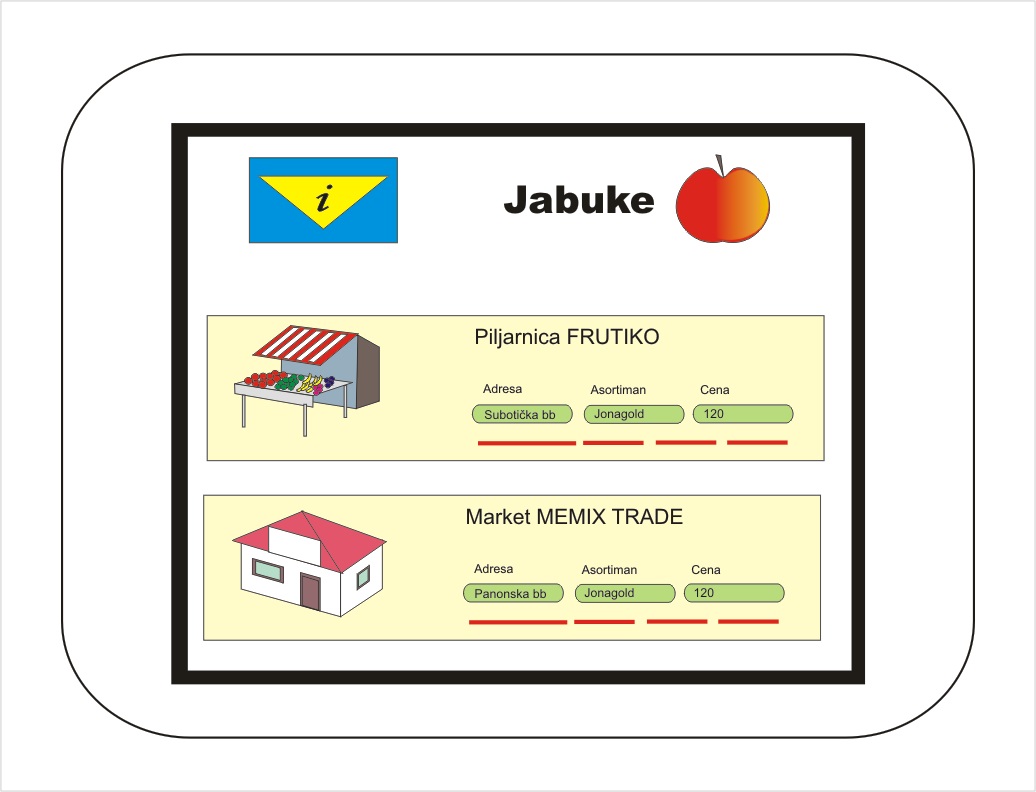 i
Jabuke
Piljarnica FRUTIKO
Adresa Asortiman Cena
Subotička bb Jonagold 120
Market MEMIX TRADE
Adresa Asortiman Cena
Panonska bb Jonagold 120